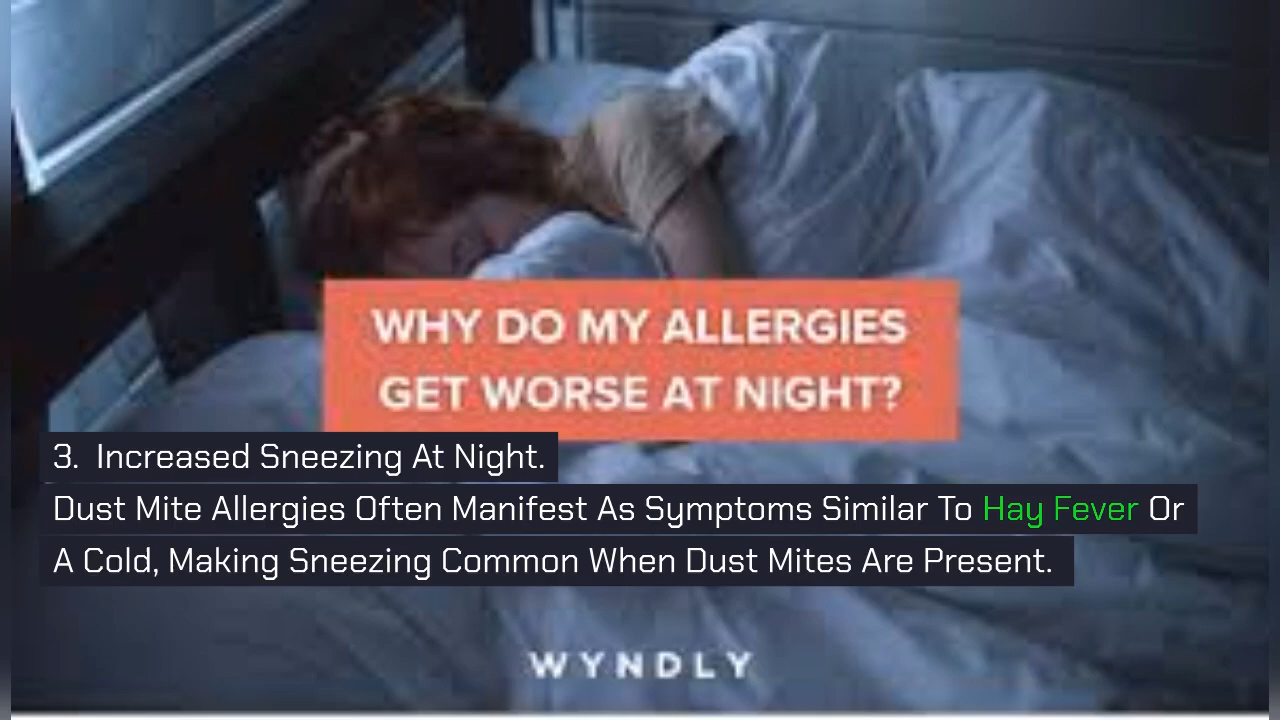 WHY DO MY ALLERGIES
GET WORSE AT NIGHT?
3. Increased Sneezing At Night.
Dust Mite Allergies Often Manifest As Symptoms Similar To Hay Fever Or
A Cold, Making Sneezing Common When Dust Mites Are Present.
WYNDLY